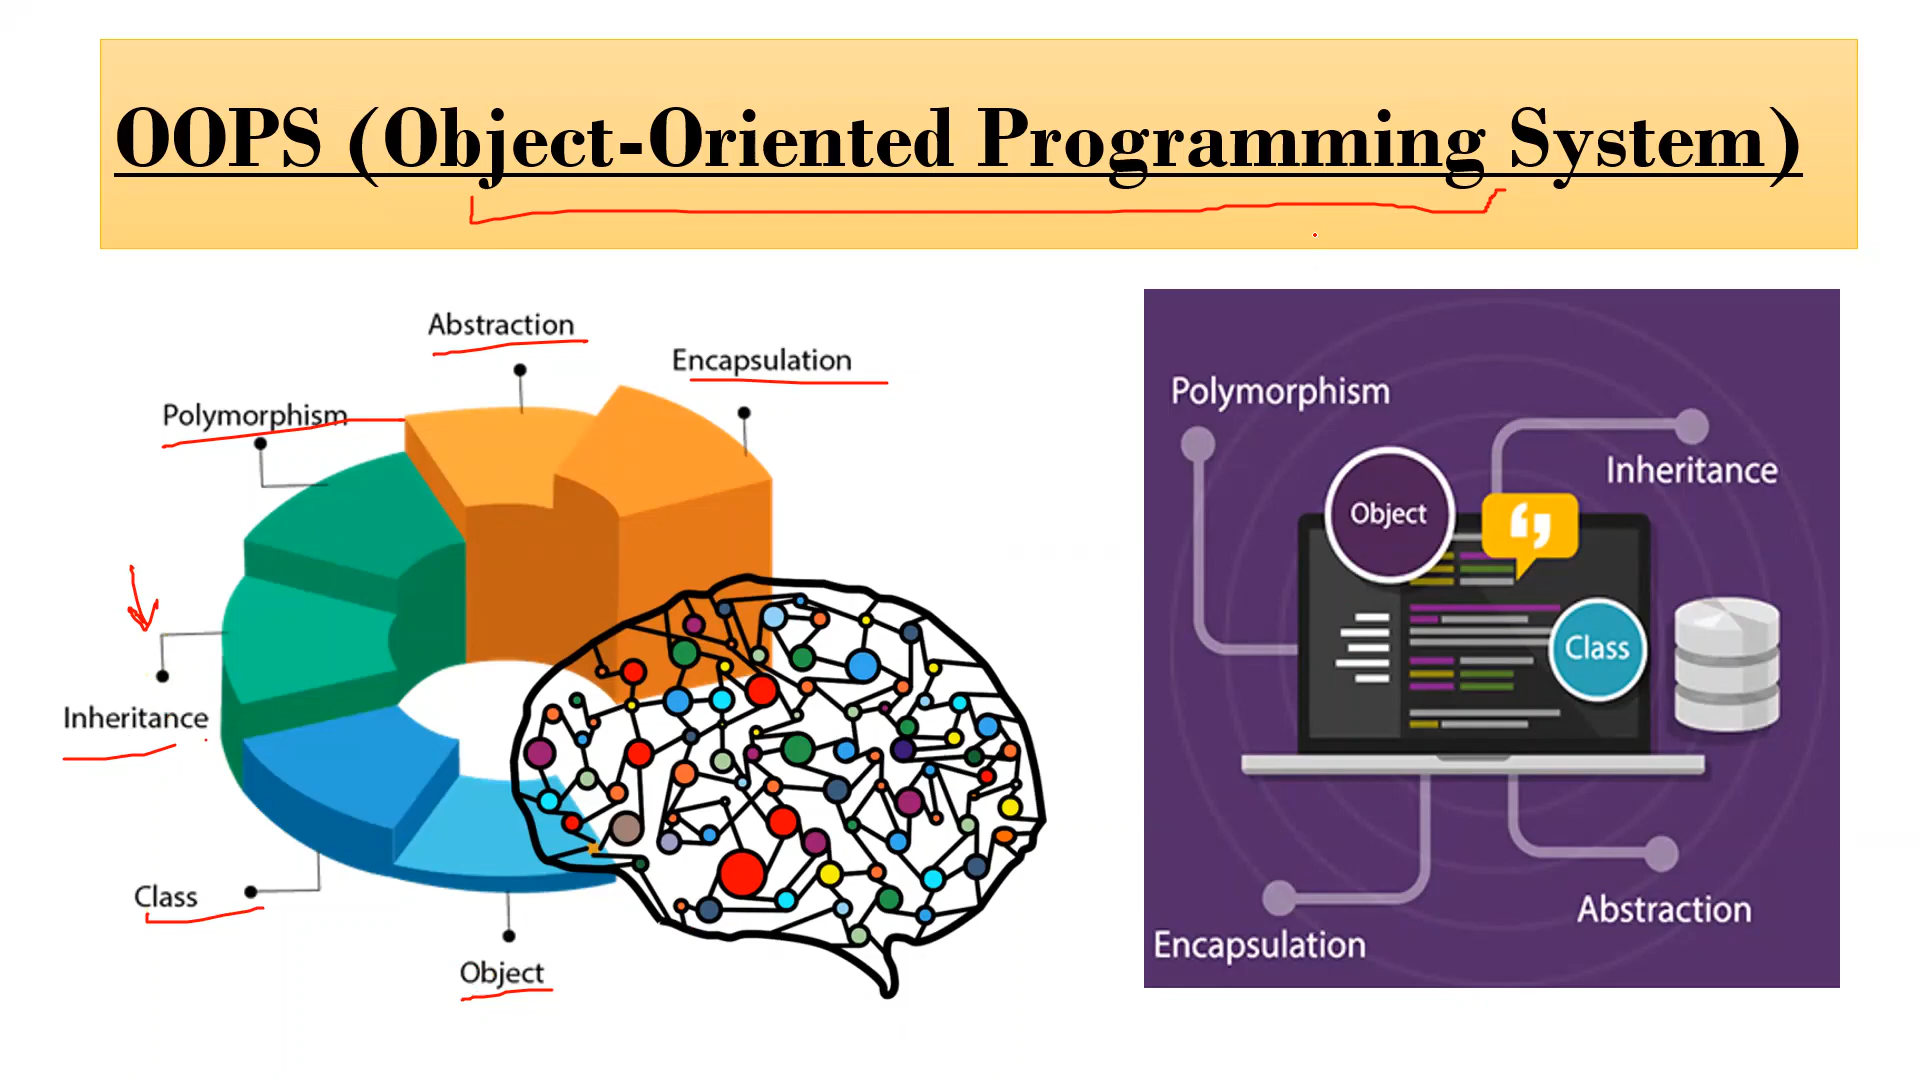 OOPS (Object-Oriented Programming System)
Abstraction
Encapsulation
Polymorphism
Inheritance
Class
Object
Polymorphism
Inheritance
Object
Class
Abstraction
Encapsulation